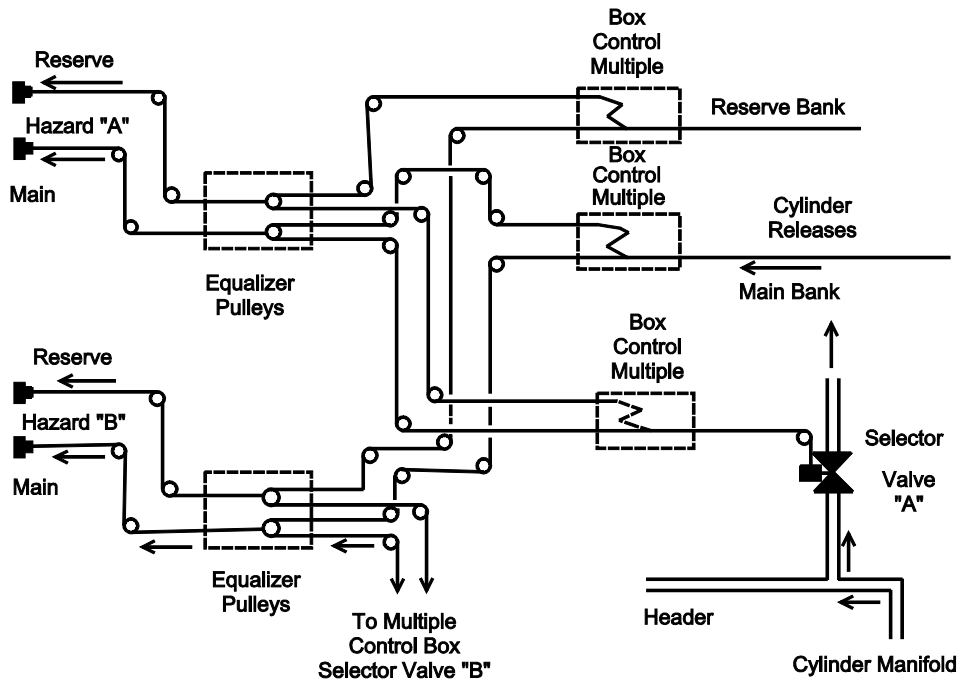 Box
Control
Multiple
Reserve
Reserve Bank
Hazard "A"
Box
Control
Multiple
Main
Cylinder
Releases
Equalizer
Pulleys
Main Bank
Box
Control
Multiple
Reserve
Hazard "B"
Selector
Valve
"A"
Main
Equalizer
Pulleys
To Multiple
Control Box
Selector Valve "B"
Header
Cylinder Manifold